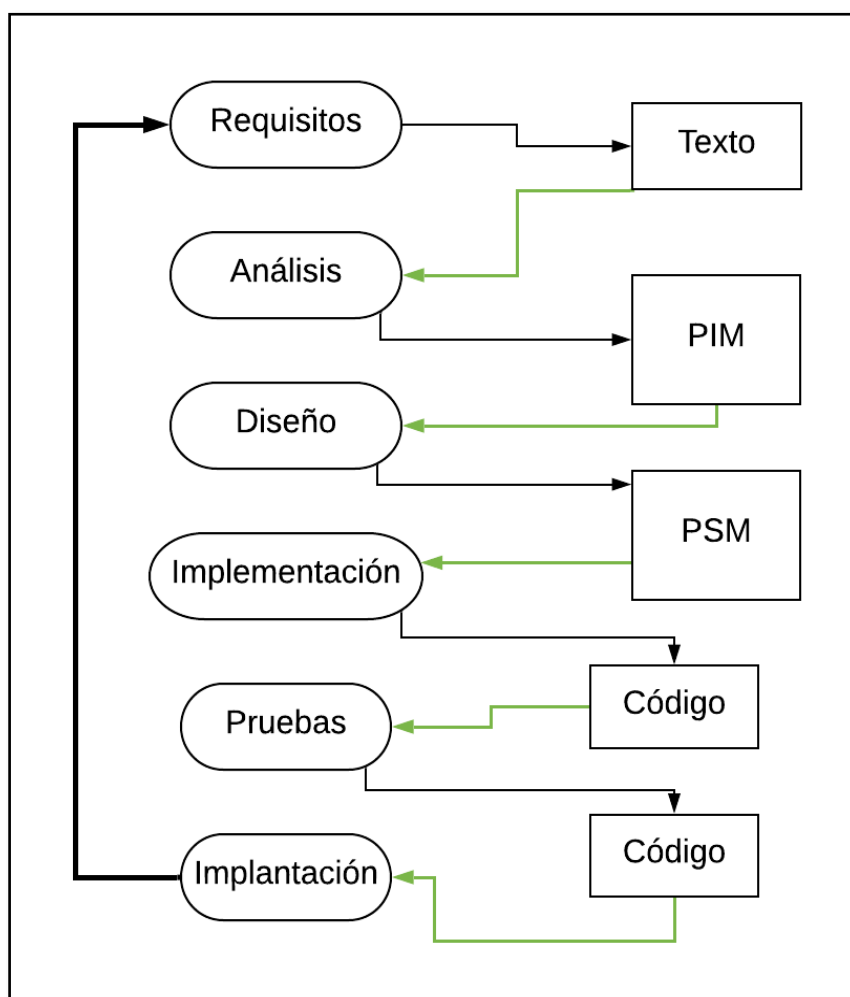 Requisitos
Texto
Análisis
PIM
Diseño
PSM
Implementación
Código
Pruebas
Código
Implantación